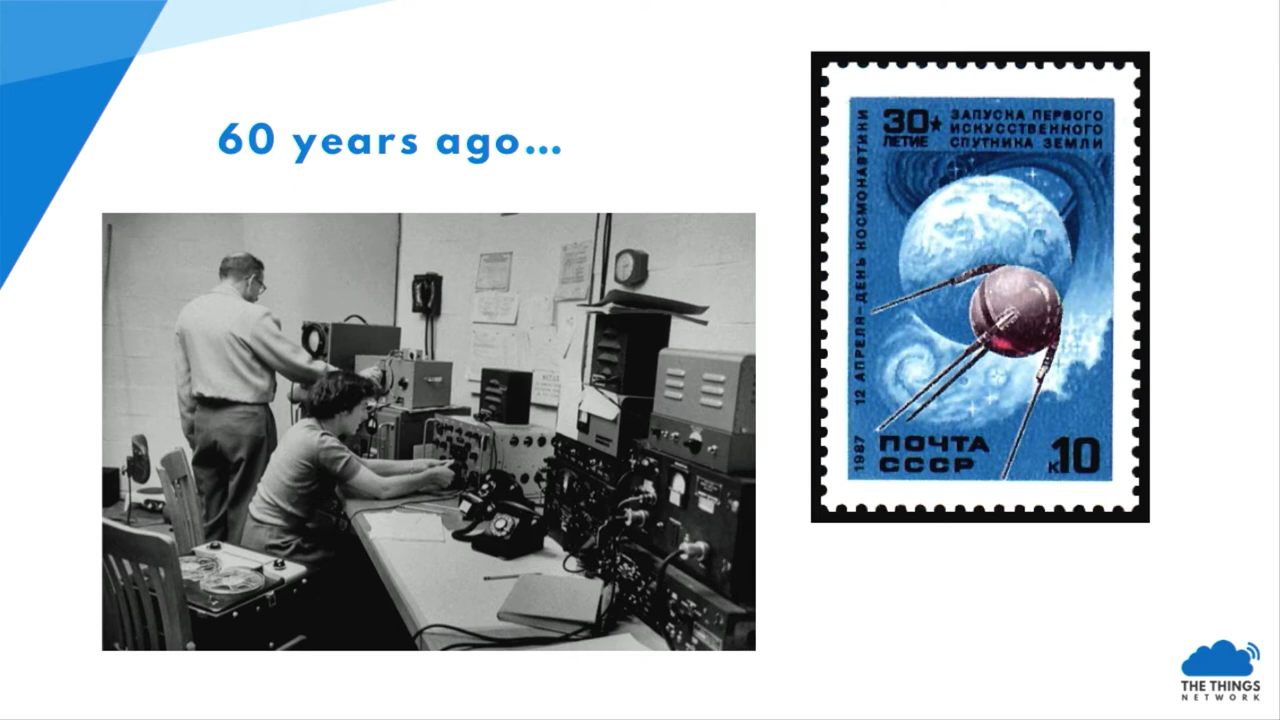 60 years ago...
30★
ЛЕТИЕ
ЗАПУСКА ПЕРВОГО
ИСКУССТВЕННОГО
СПУТНИКА ЗЕМЛИ
12 АПРЕЛЯ–ДЕНЬ КОСМОНАВТИКИ
1987
ПОЧТА
СССР
к10
THE THINGS
NETWORK